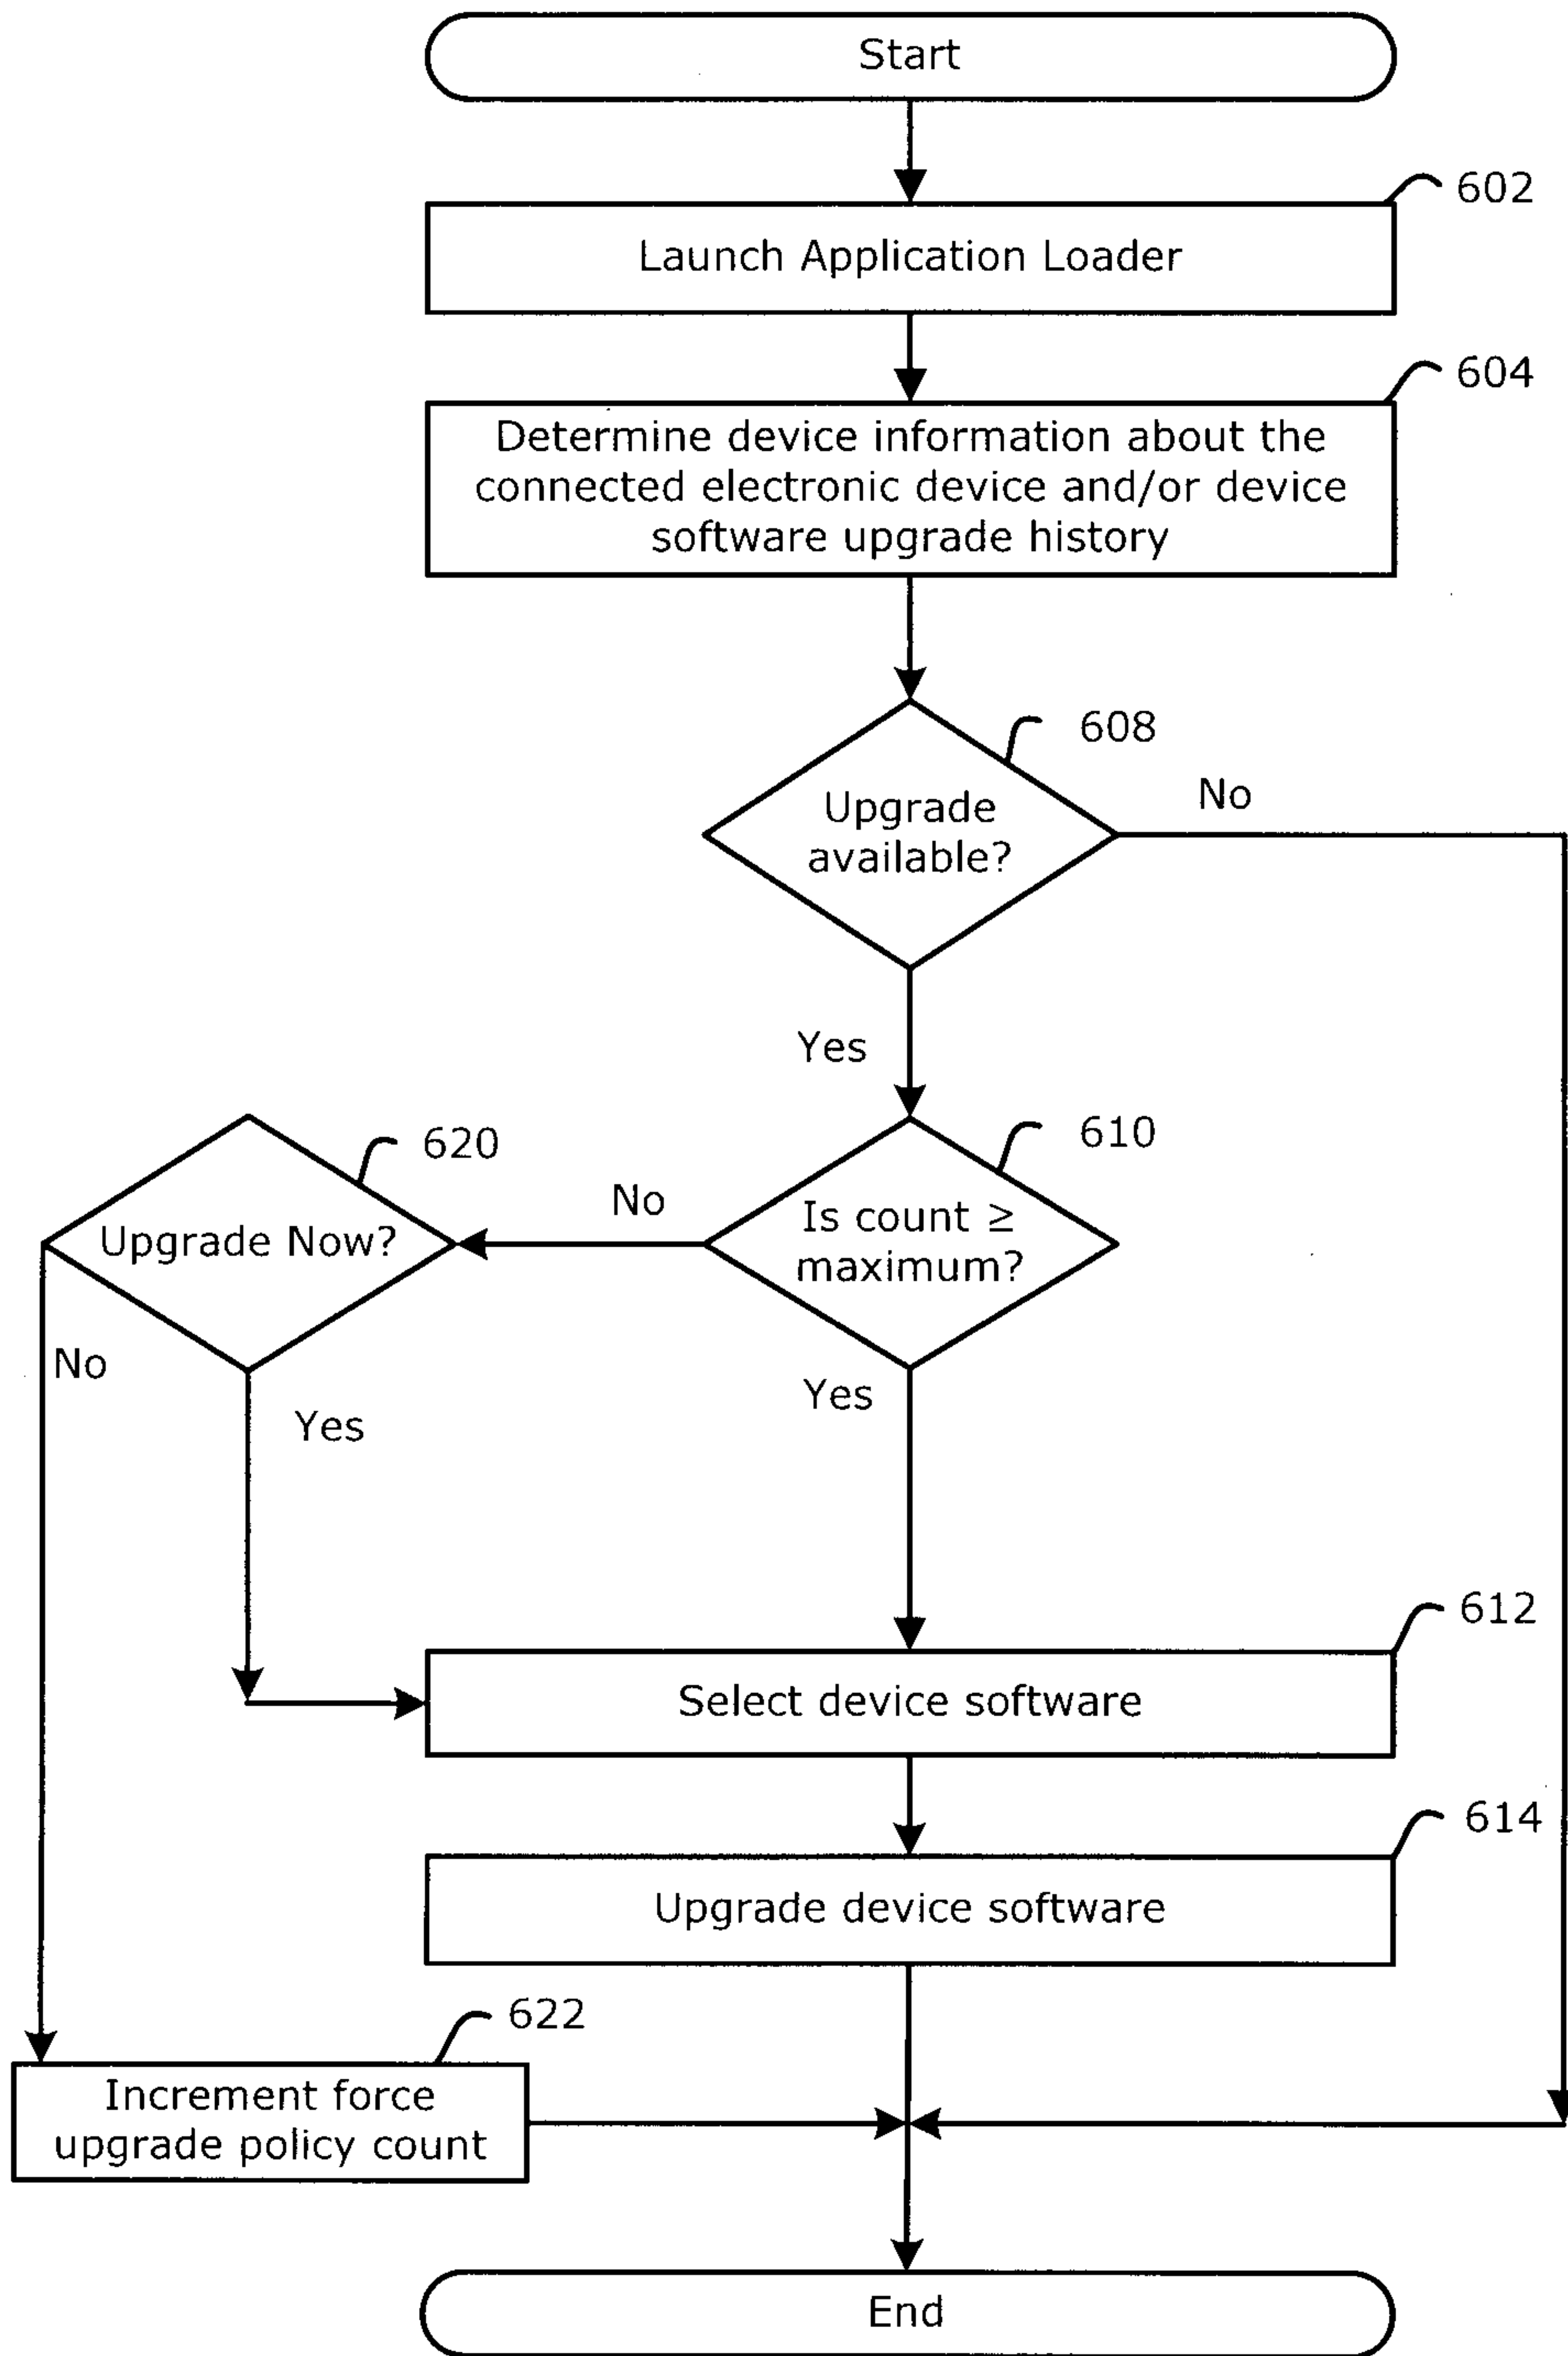 Start
602
Launch Application Loader
604
Determine device information about the
connected electronic device and/or device
software upgrade history
608
Upgrade
available?
No
Yes
620
Upgrade Now?
No
610
Is count ≥
maximum?
No
Yes
Yes
612
Select device software
614
Upgrade device software
622
Increment force
upgrade policy count
End